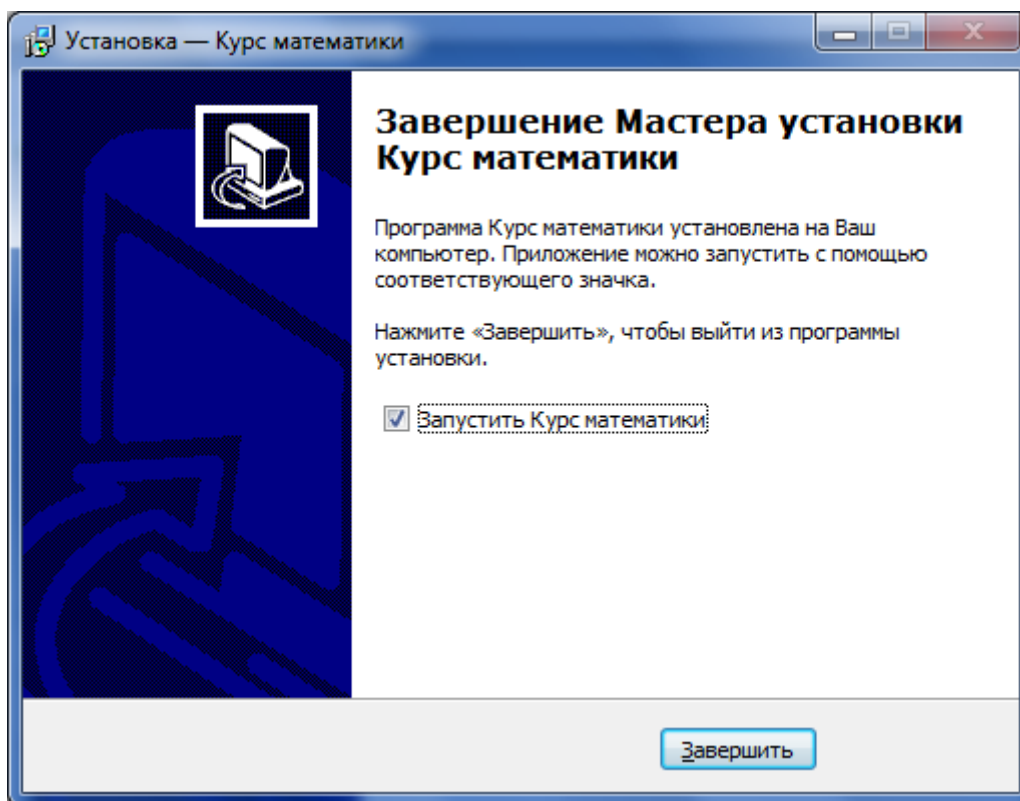 Установка — Курс математики
Завершение Мастера установки
Курс математики
Программа Курс математики установлена на Ваш
компьютер. Приложение можно запустить с помощью
соответствующего значка.
Нажмите «Завершить», чтобы выйти из программы
установки.
Запустить Курс математики
Завершить